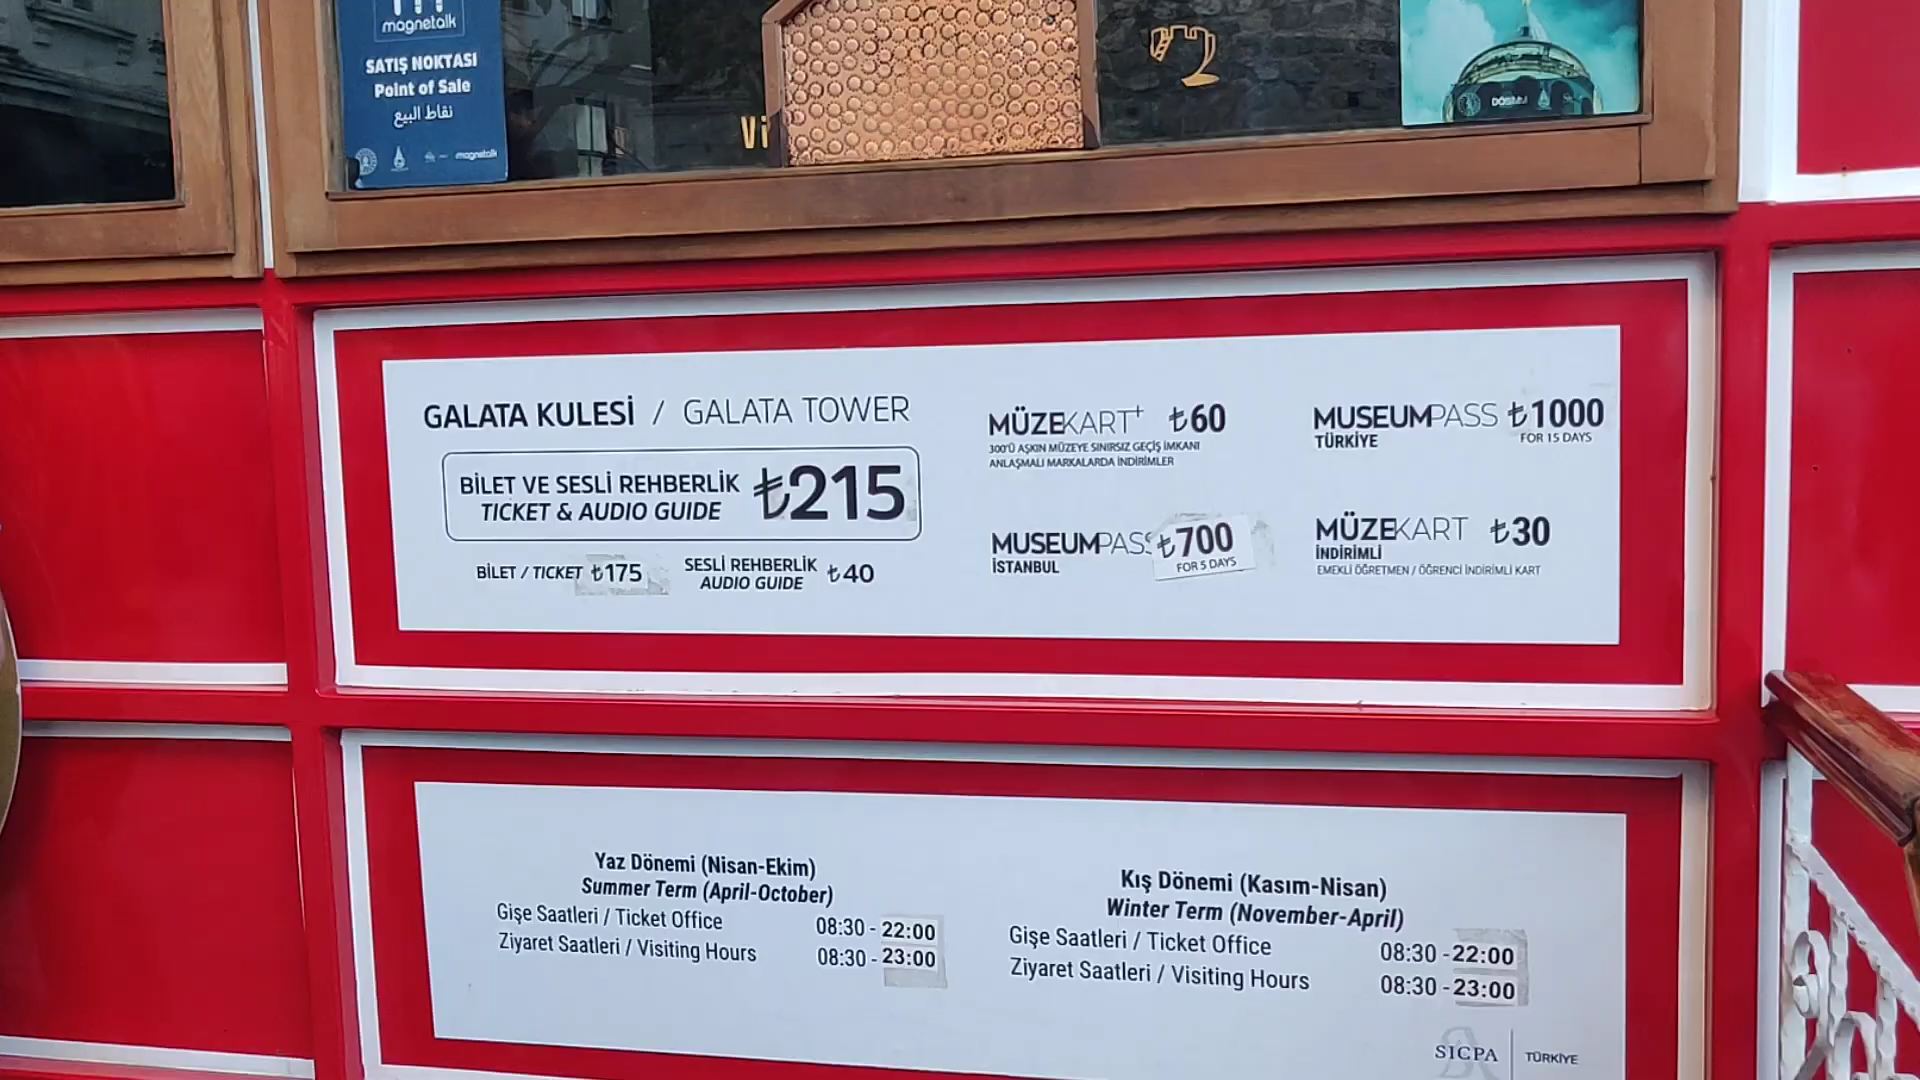 magnetalk
SATIŞ NOKTASI
Point of Sale
نقاط البيع
magnetalk
Vi
DÖSİMM
GALATA KULESİ / GALATA TOWER
BİLET VE SESLİ REHBERLİK ₺215
TICKET & AUDIO GUIDE
BİLET / TICKET ₺175
SESLİ REHBERLİK ₺40
AUDIO GUIDE
MÜZEKART+ ₺60
300'Ü AŞKIN MÜZEYE SINIRSIZ GEÇİŞ İMKANI
ANLAŞMALI MARKALARDA İNDİRİMLER
MUSEUMPASS ₺700
İSTANBUL FOR 5 DAYS
MUSEUMPASS ₺1000
TÜRKİYE FOR 15 DAYS
MÜZEKART ₺30
İNDİRİMLİ
EMEKLİ ÖĞRETMEN / ÖĞRENCİ İNDİRİMLİ KART
Yaz Dönemi (Nisan-Ekim)
Summer Term (April-October)
Gişe Saatleri / Ticket Office 08:30 - 22:00
Ziyaret Saatleri / Visiting Hours 08:30 - 23:00
Kış Dönemi (Kasım-Nisan)
Winter Term (November-April)
Gişe Saatleri / Ticket Office 08:30 - 22:00
Ziyaret Saatleri / Visiting Hours 08:30 - 23:00
SICPA TÜRKİYE